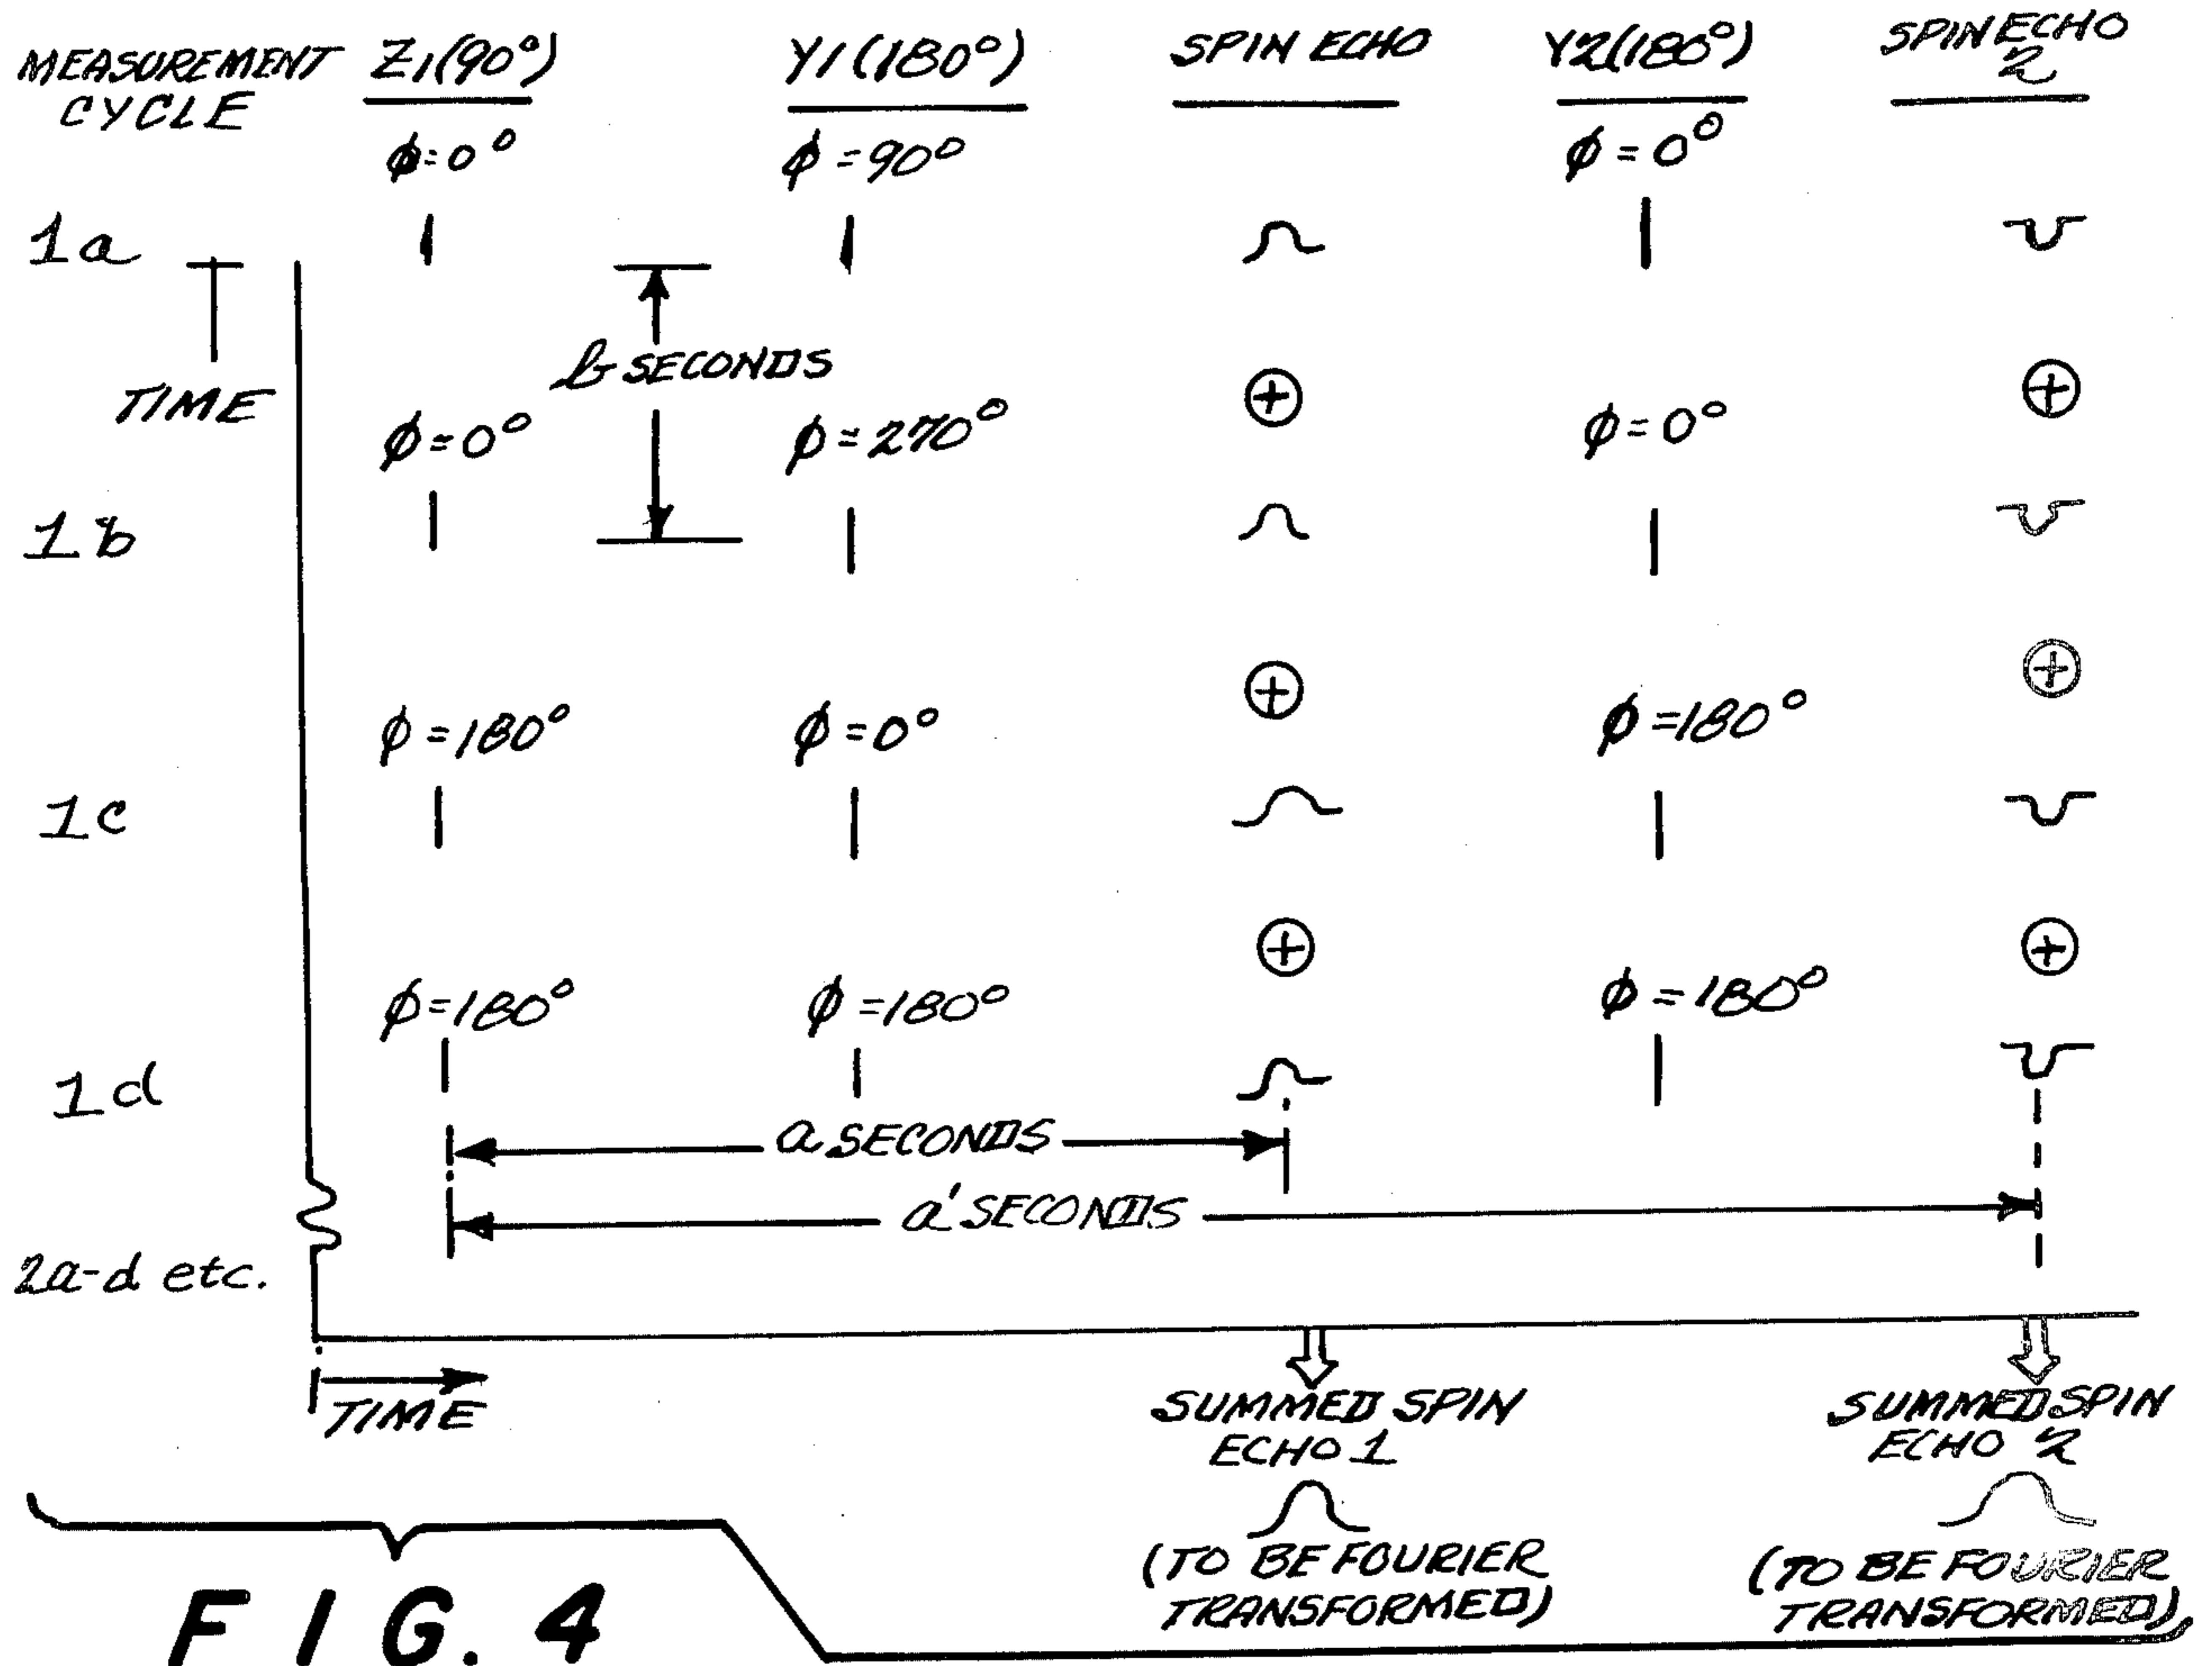 MEASUREMENT CYCLE Z1(90°) Y1(180°) SPIN ECHO Y2(180°) SPIN ECHO 2
ϕ=0° ϕ=90° ϕ=0°
1a
b SECONDS
TIME
ϕ=0° ϕ=270° ϕ=0°
1b
ϕ=180° ϕ=0° ϕ=180°
1c
ϕ=180° ϕ=180° ϕ=180°
1d
a SECONDS
a' SECONDS
2a-d etc.
TIME
SUMMED SPIN
ECHO 1
(TO BE FOURIER
TRANSFORMED)
SUMMED SPIN
ECHO 2
(TO BE FOURIER
TRANSFORMED)
FIG. 4